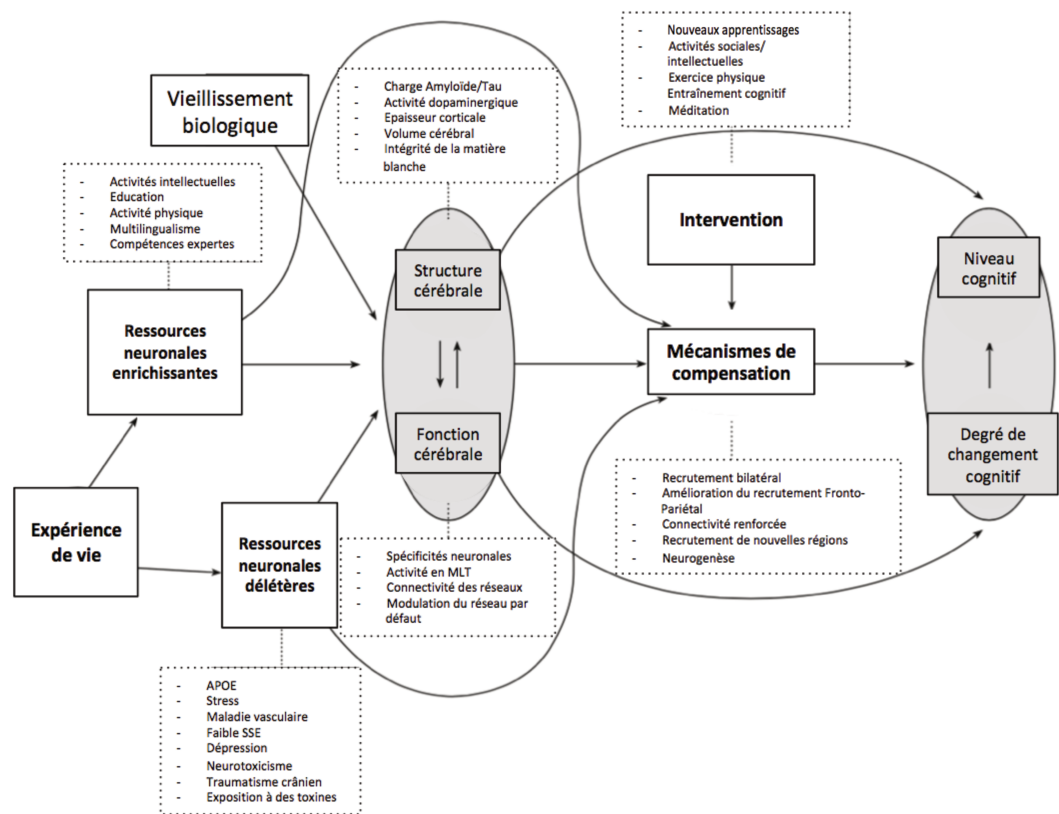 - Nouveaux apprentissages
- Activités sociales/
intellectuelles
- Exercice physique
Entraînement cognitif
- Méditation
Vieillissement
biologique
- Charge Amyloïde/Tau
- Activité dopaminergique
- Epaisseur corticale
- Volume cérébral
- Intégrité de la matière
blanche
- Activités intellectuelles
- Education
- Activité physique
- Multilingualisme
- Compétences expertes
Intervention
Structure
cérébrale
Niveau
cognitif
Ressources
neuronales
enrichissantes
Mécanismes de
compensation
Fonction
cérébrale
Degré de
changement
cognitif
Expérience
de vie
Ressources
neuronales
délétères
- Recrutement bilatéral
- Amélioration du recrutement Fronto-
Pariétal
- Connectivité renforcée
- Recrutement de nouvelles régions
- Neurogenèse
- Spécificités neuronales
- Activité en MLT
- Connectivité des réseaux
- Modulation du réseau par
défaut
- APOE
- Stress
- Maladie vasculaire
- Faible SSE
- Dépression
- Neurotoxicisme
- Traumatisme crânien
- Exposition à des toxines